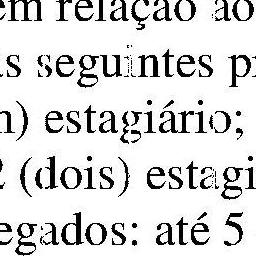 em relação ao
s seguintes p
) estagiário;
2 (dois) estagi
egados: até 5